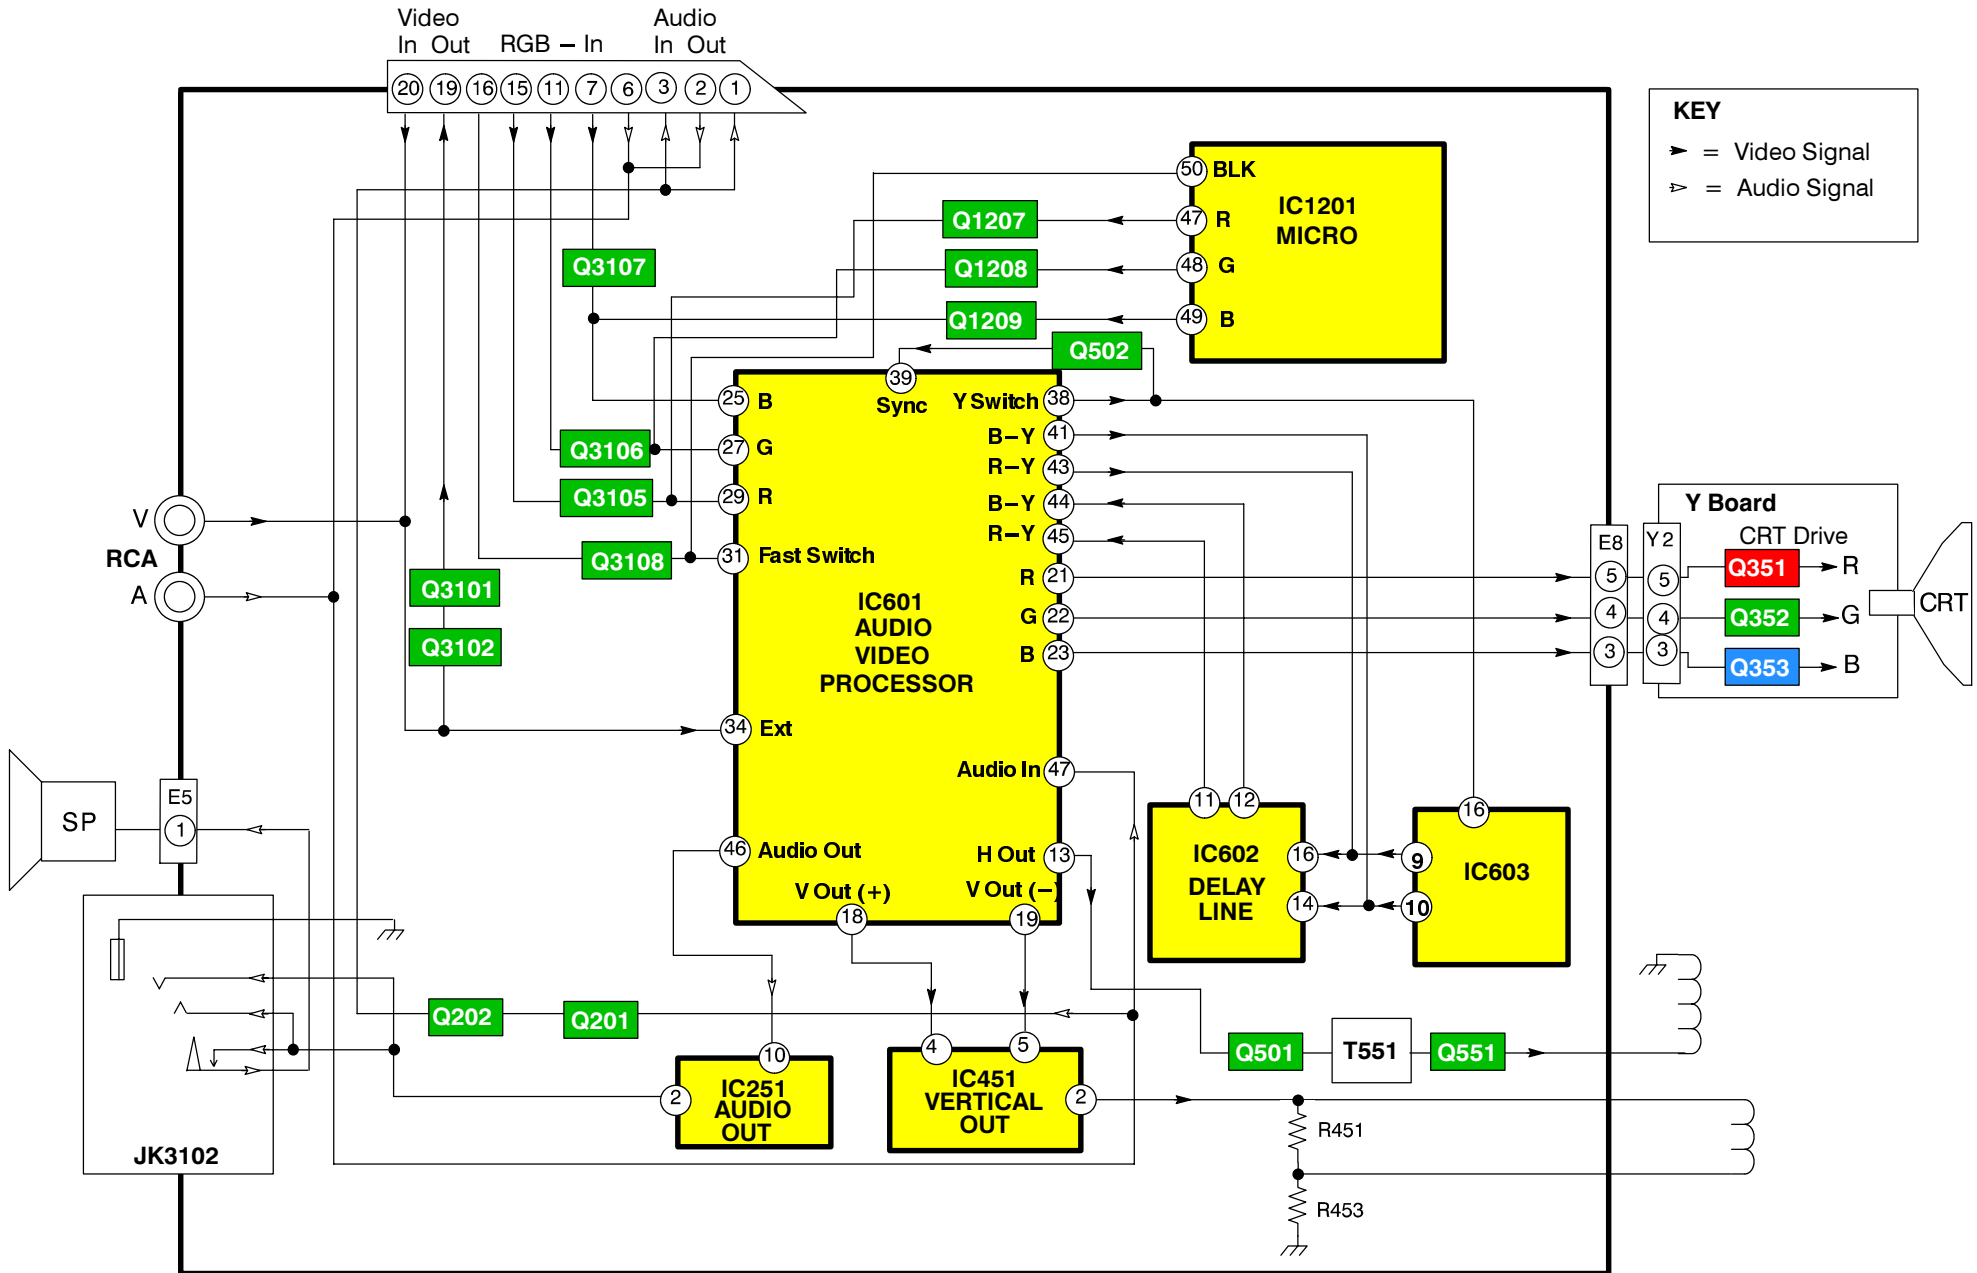 Video Audio
In Out RGB – In In Out
20 19 16 15 11 7 6 3 2 1
KEY
= Video Signal
= Audio Signal
50 BLK
47 R
48 G
49 B
IC1201
MICRO
Q1207
Q1208
Q1209
Q3107
Q502
39
Sync
25 B
27 G
29 R
31 Fast Switch
34 Ext
46 Audio Out
Y Switch 38
B–Y 41
R–Y 43
B–Y 44
R–Y 45
R 21
G 22
B 23
Audio In 47
H Out 13
V Out (+)
18
V Out (–)
19
IC601
AUDIO
VIDEO
PROCESSOR
Q3106
Q3105
Q3108
Q3101
Q3102
V
RCA
A
SP
E5
1
JK3102
E8
5
4
3
Y2
5
4
3
Y Board
CRT Drive
Q351 R
Q352 G
Q353 B
CRT
11 12
16
14
IC602
DELAY
LINE
16
9
10
IC603
Q202
Q201
10
2
IC251
AUDIO
OUT
4 5
2
IC451
VERTICAL
OUT
Q501
T551
Q551
R451
R453